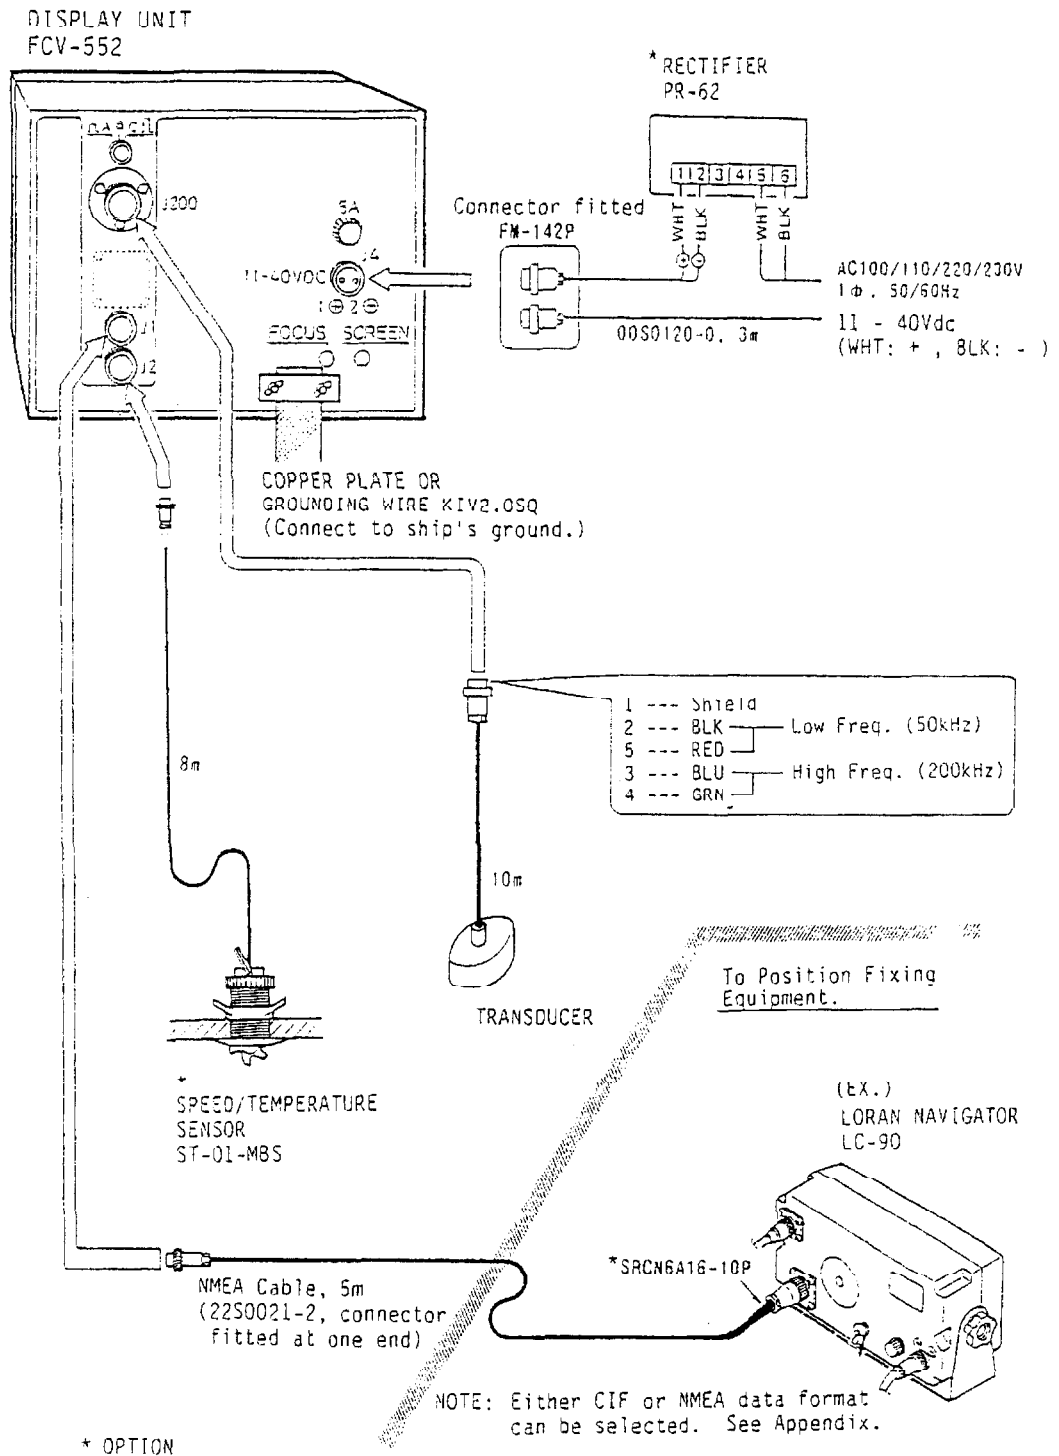 DISPLAY UNIT
FCV-552
*RECTIFIER
PR-62
1 2 3 4 5 6
WHT
BLK
WHT
BLK
⊕ ⊖
J200
5A
J4
11-40VDC
1 ⊕ 2 ⊖
FOCUS SCREEN
J1
J2
Connector fitted
FM-142P
AC100/110/220/230V
1Φ, 50/60Hz
00S0120-0, 3m
11 - 40Vdc
(WHT: + , BLK: - )
COPPER PLATE OR
GROUNDING WIRE KIV2.0SQ
(Connect to ship's ground.)
1 --- Shield
2 --- BLK
Low Freq. (50kHz)
5 --- RED
3 --- BLU
High Freq. (200kHz)
4 --- GRN
8m
10m
TRANSDUCER
To Position Fixing
Equipment.
*
SPEED/TEMPERATURE
SENSOR
ST-01-MBS
(EX.)
LORAN NAVIGATOR
LC-90
*SRCN6A16-10P
NMEA Cable, 5m
(22S0021-2, connector
fitted at one end)
NOTE: Either CIF or NMEA data format
can be selected. See Appendix.
* OPTION